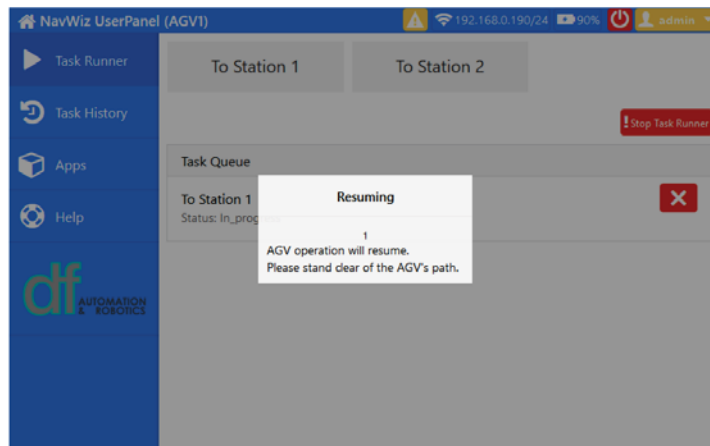 NavWiz UserPanel (AGV1)
192.168.0.190/24
90%
admin
Task Runner
Task History
Apps
Help
df AUTOMATION
& ROBOTICS
To Station 1
To Station 2
! Stop Task Runner
Task Queue
To Station 1
Status: In_prog
Resuming
1
AGV operation will resume.
Please stand clear of the AGV's path.